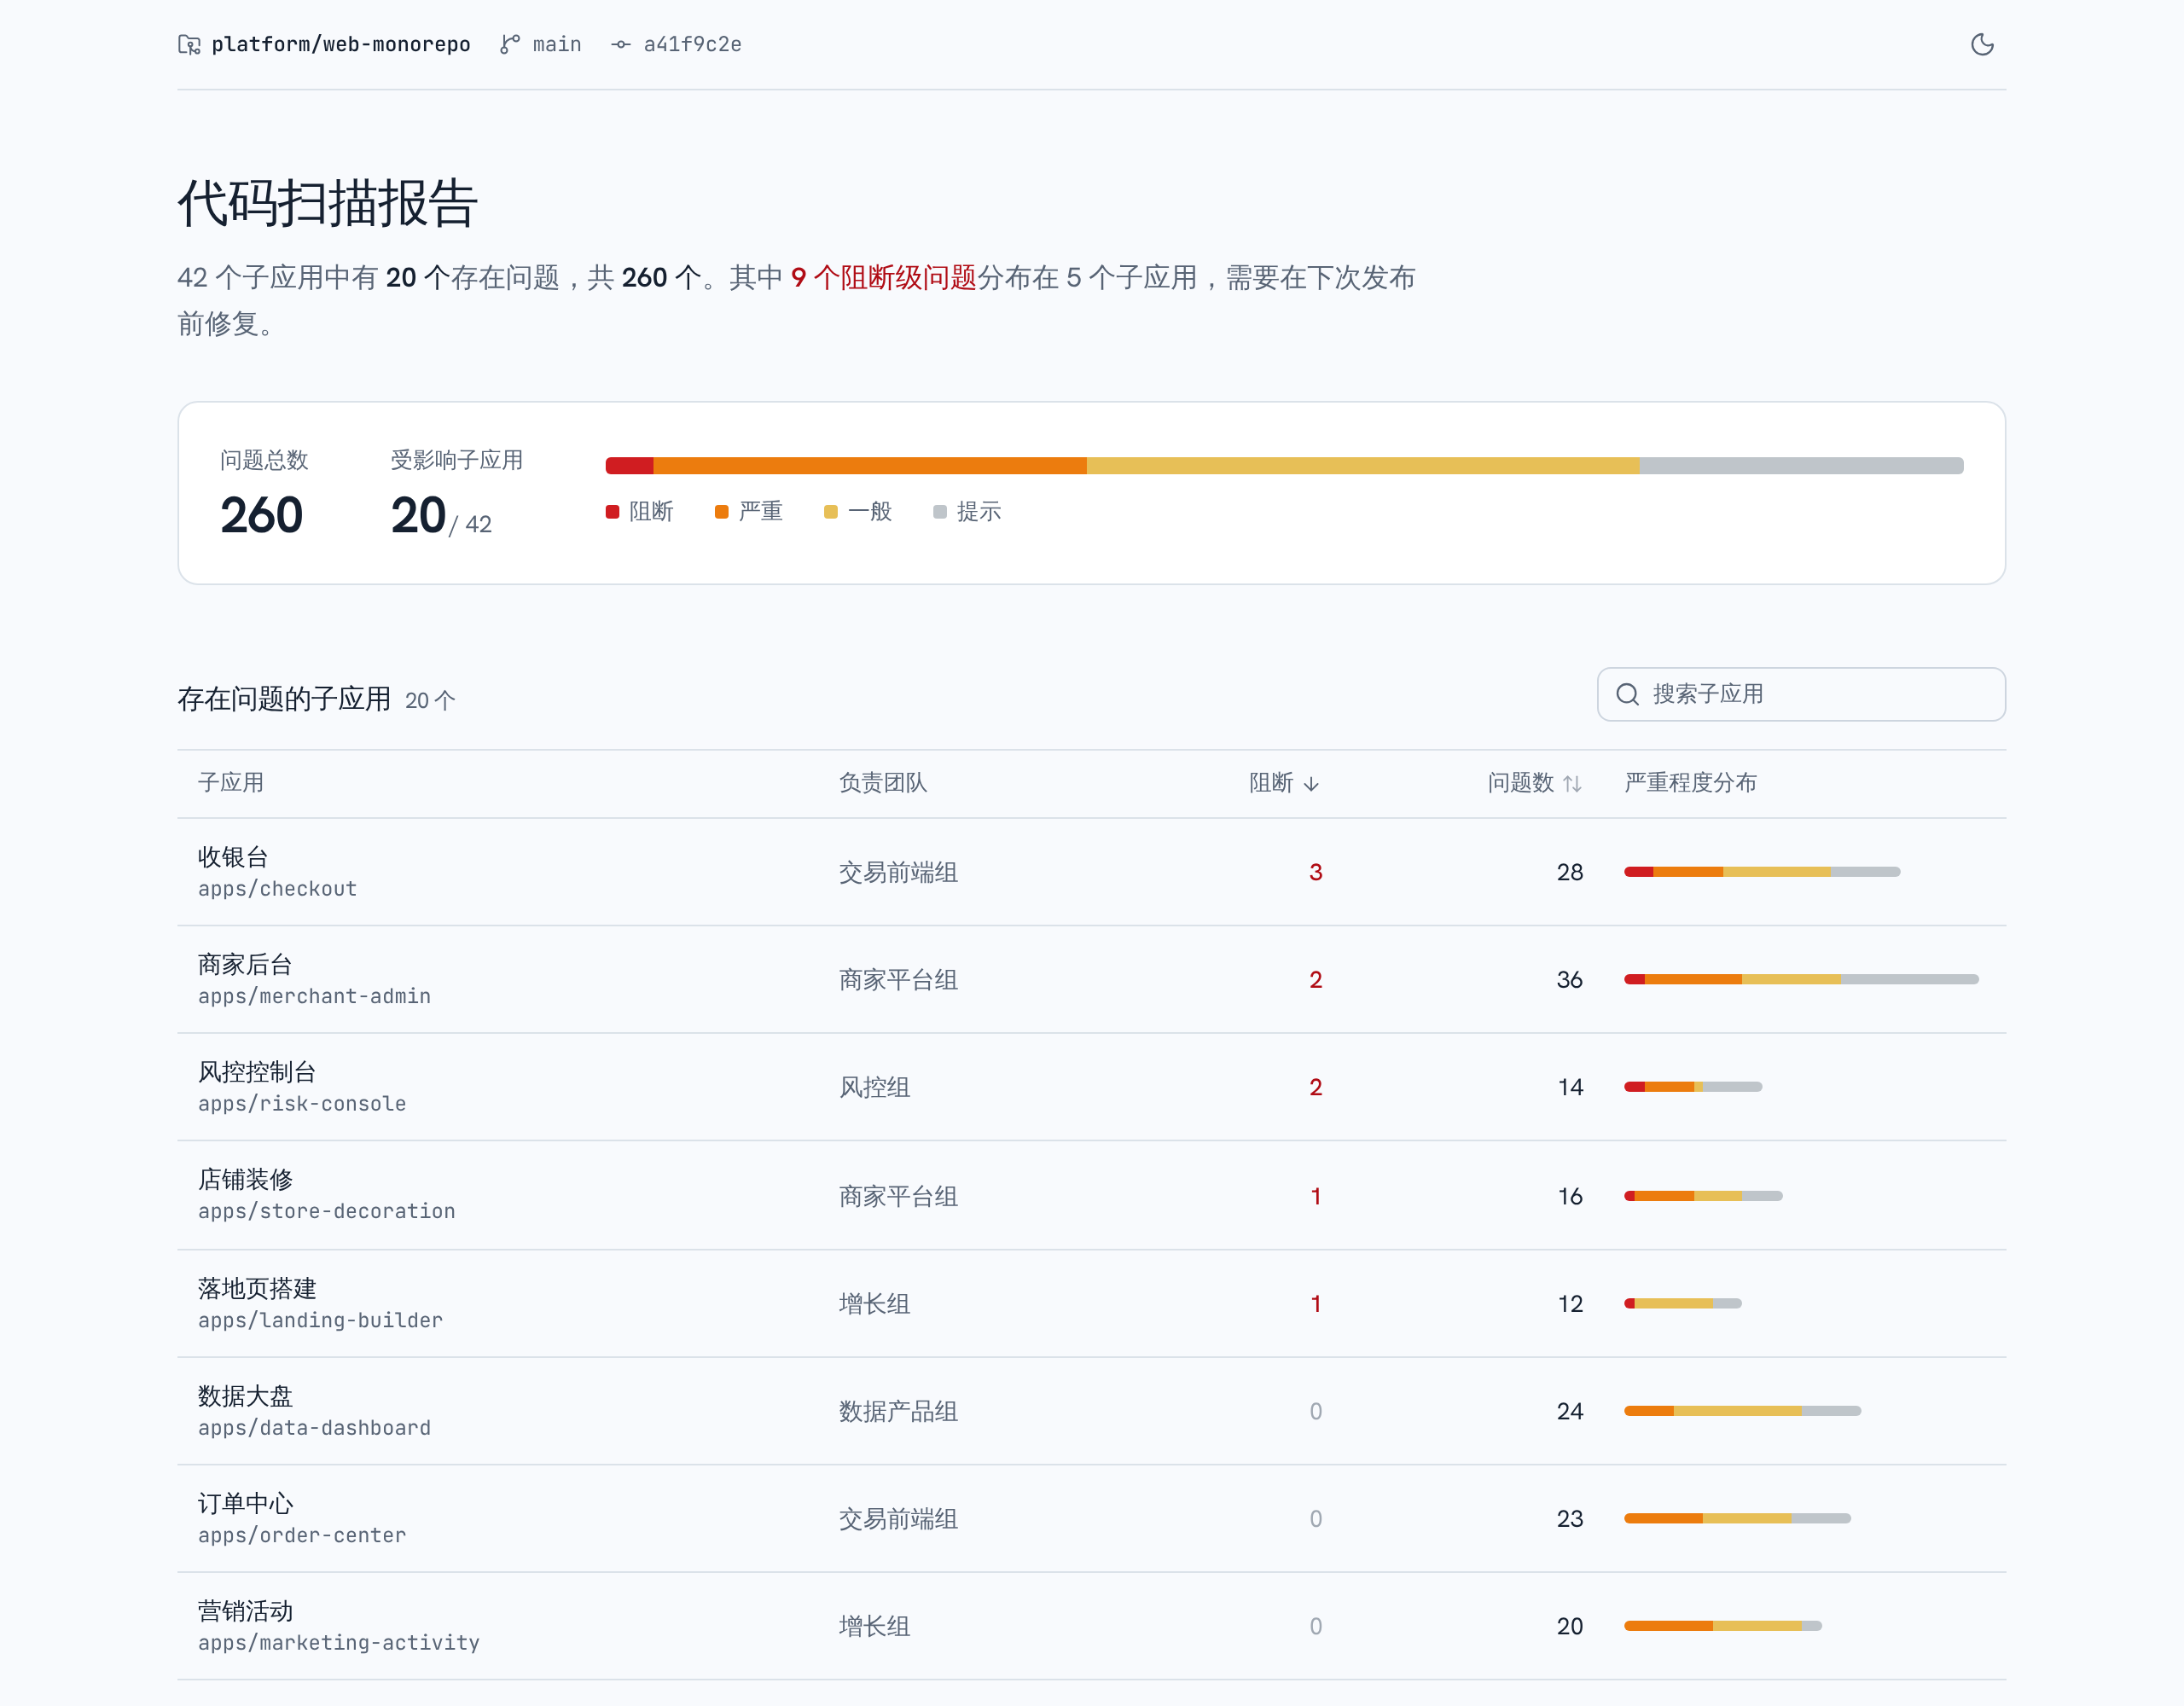 platform/web-monorepo main a41f9c2e
代码扫描报告
42 个子应用中有 20 个存在问题，共 260 个。其中 9 个阻断级问题分布在 5 个子应用，需要在下次发布
前修复。
问题总数 受影响子应用
260 20 / 42
阻断 严重 一般 提示
存在问题的子应用 20 个 搜索子应用
子应用 负责团队 阻断 问题数 严重程度分布
收银台
apps/checkout 交易前端组 3 28
商家后台
apps/merchant-admin 商家平台组 2 36
风控控制台
apps/risk-console 风控组 2 14
店铺装修
apps/store-decoration 商家平台组 1 16
落地页搭建
apps/landing-builder 增长组 1 12
数据大盘
apps/data-dashboard 数据产品组 0 24
订单中心
apps/order-center 交易前端组 0 23
营销活动
apps/marketing-activity 增长组 0 20